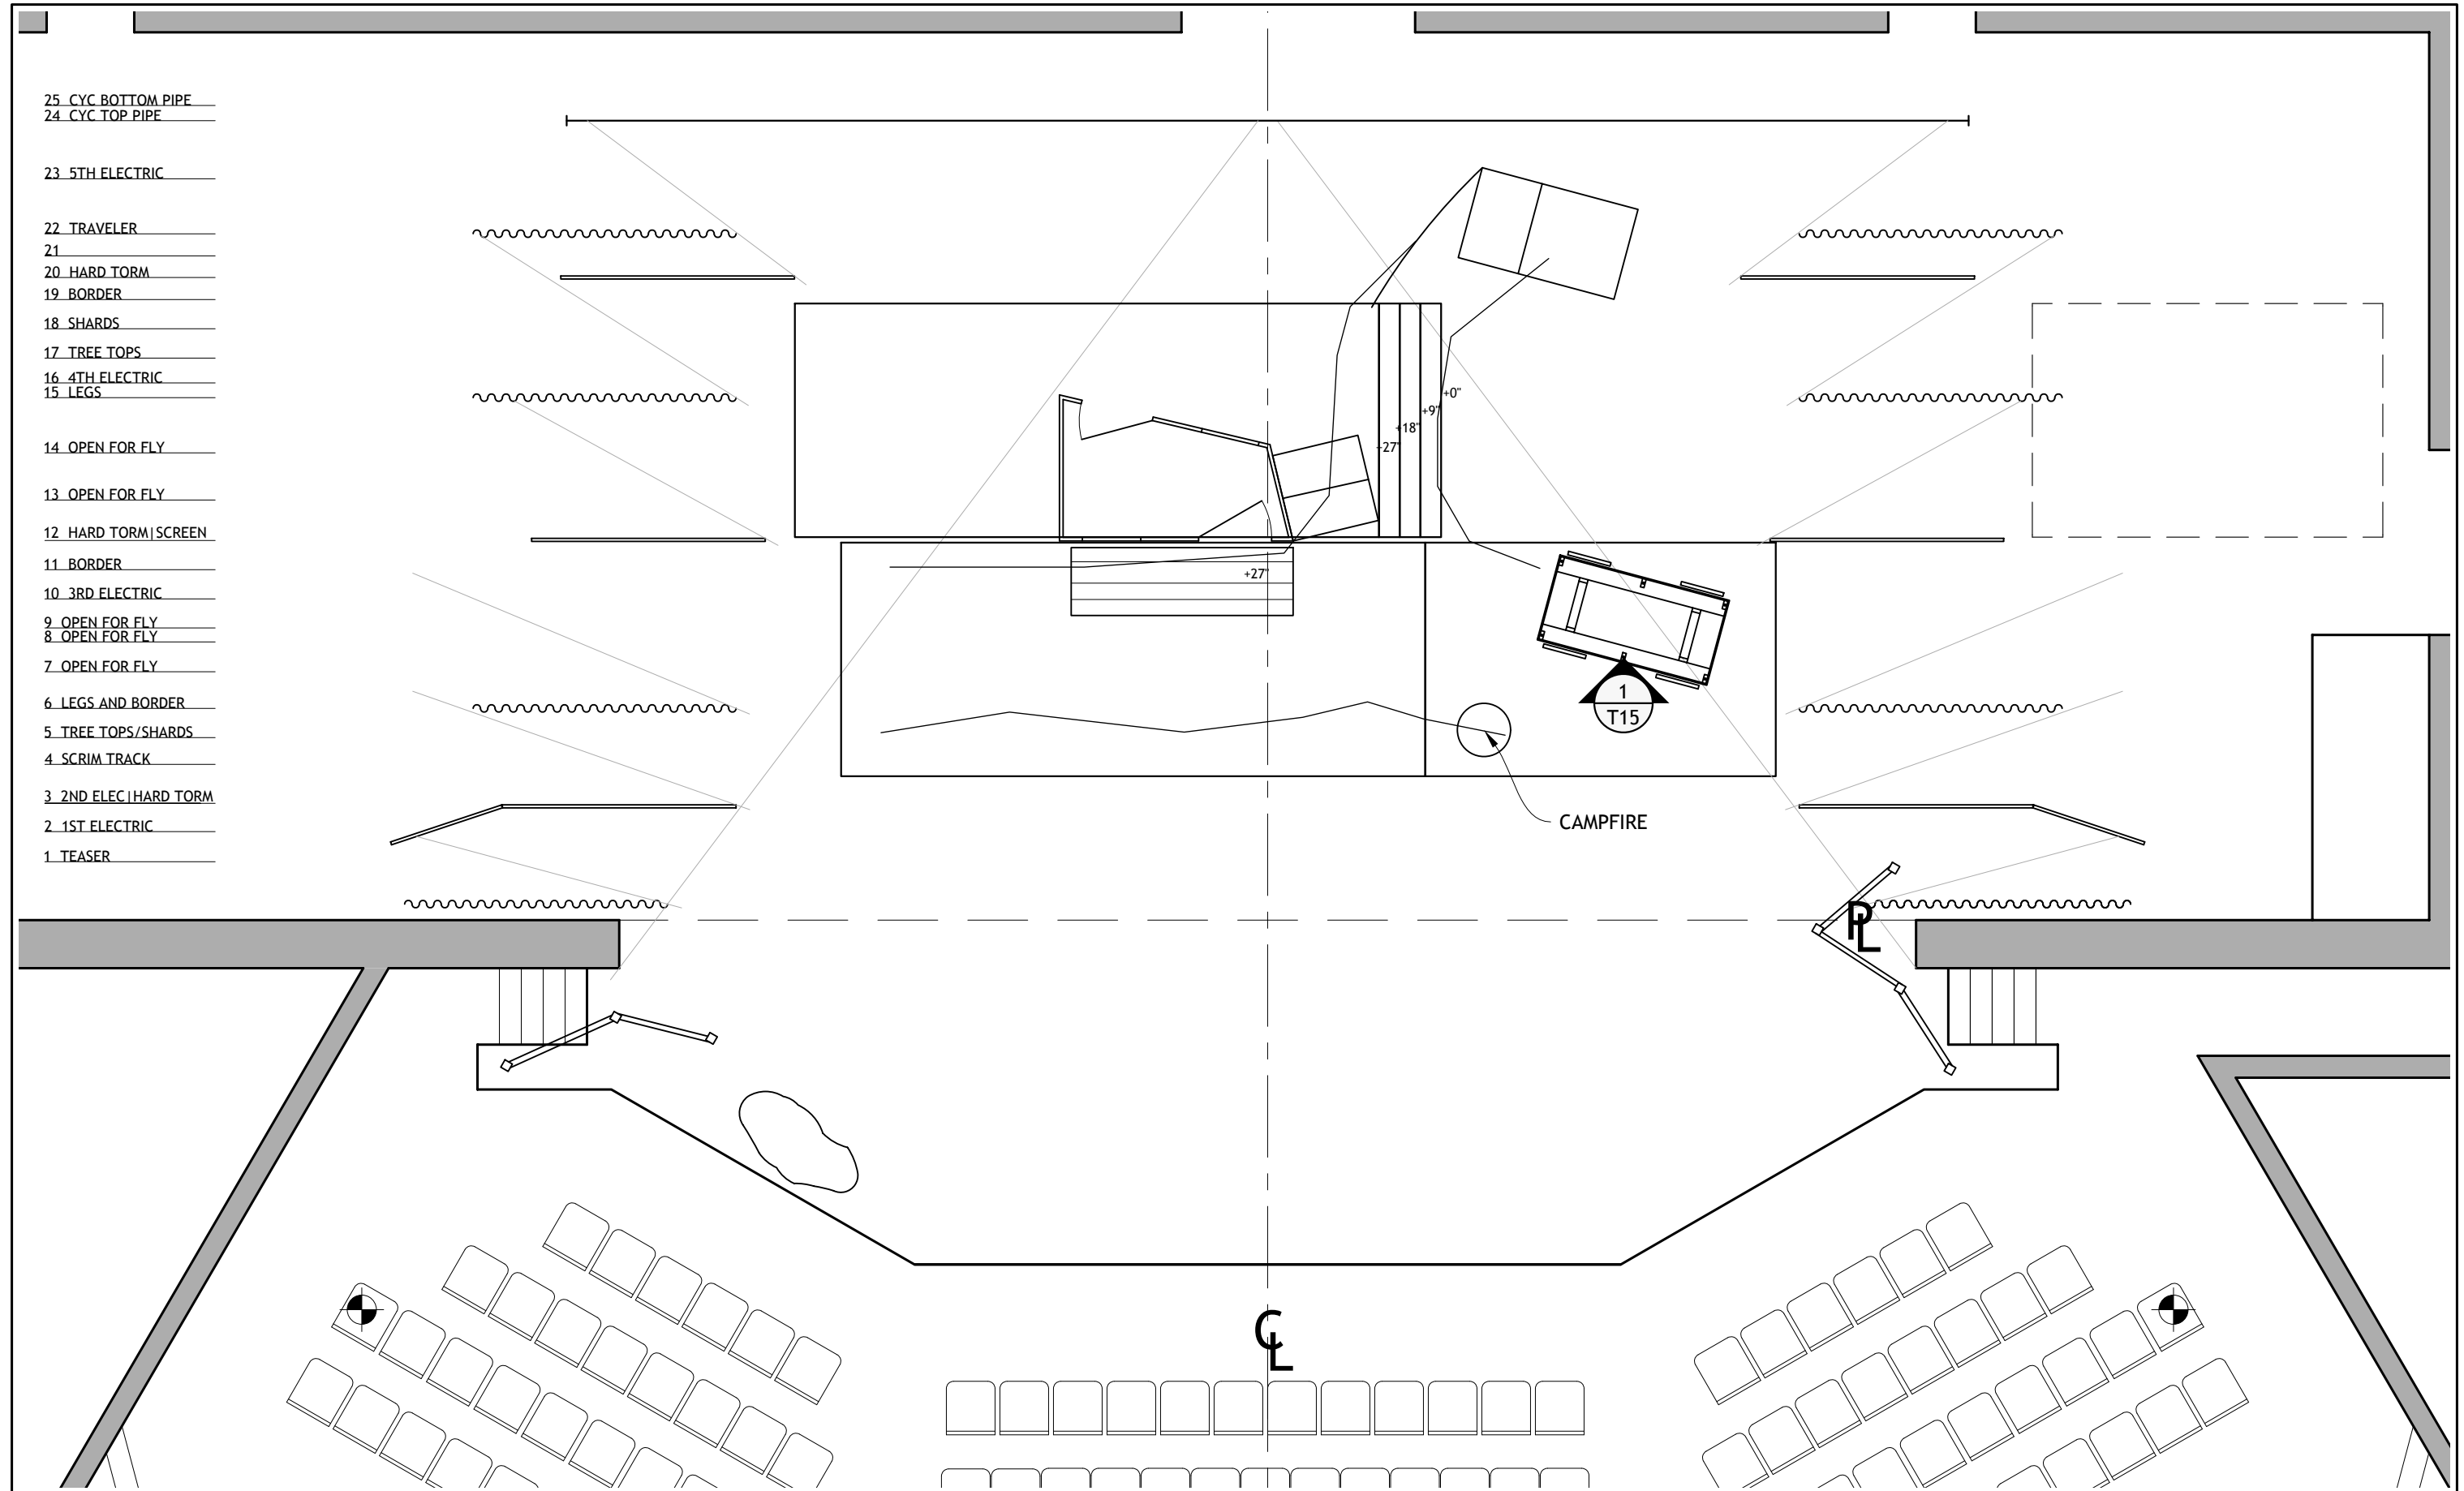 25 CYC BOTTOM PIPE
24 CYC TOP PIPE
23 5TH ELECTRIC
22 TRAVELER
21
20 HARD TORM
19 BORDER
18 SHARDS
17 TREE TOPS
16 4TH ELECTRIC
15 LEGS
14 OPEN FOR FLY
13 OPEN FOR FLY
12 HARD TORM|SCREEN
11 BORDER
10 3RD ELECTRIC
9 OPEN FOR FLY
8 OPEN FOR FLY
7 OPEN FOR FLY
6 LEGS AND BORDER
5 TREE TOPS/SHARDS
4 SCRIM TRACK
3 2ND ELEC|HARD TORM
2 1ST ELECTRIC
1 TEASER
+0"
+9"
+18"
+27"
+27"
1
T15
CAMPFIRE
PL
CL